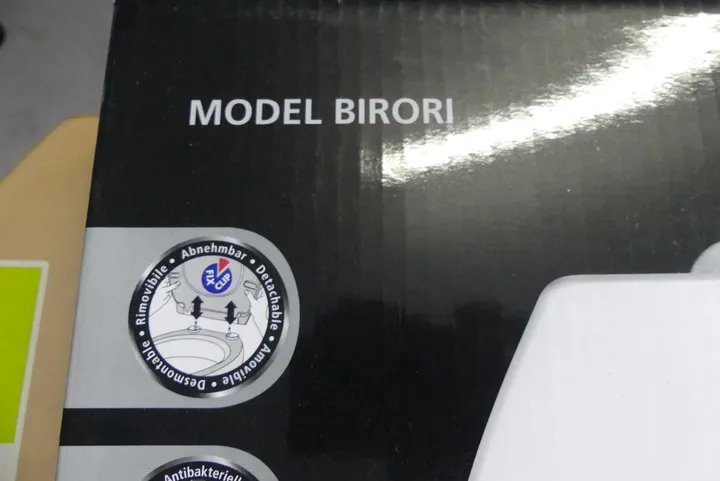 MODEL BIRORI
Rimovibile • Abnehmbar • Detachable • Amovible • Desmontable •
FIX
CLIP
Antibakteriell